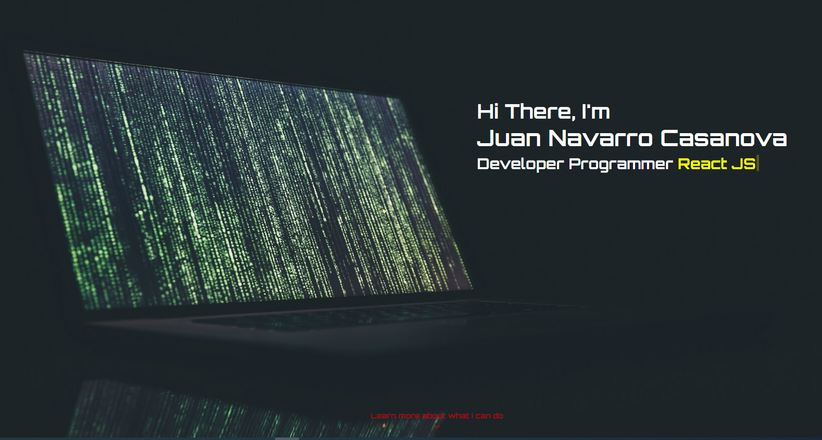 Hi There, I'm
Juan Navarro Casanova
Developer Programmer React JS
Learn more about what i can do